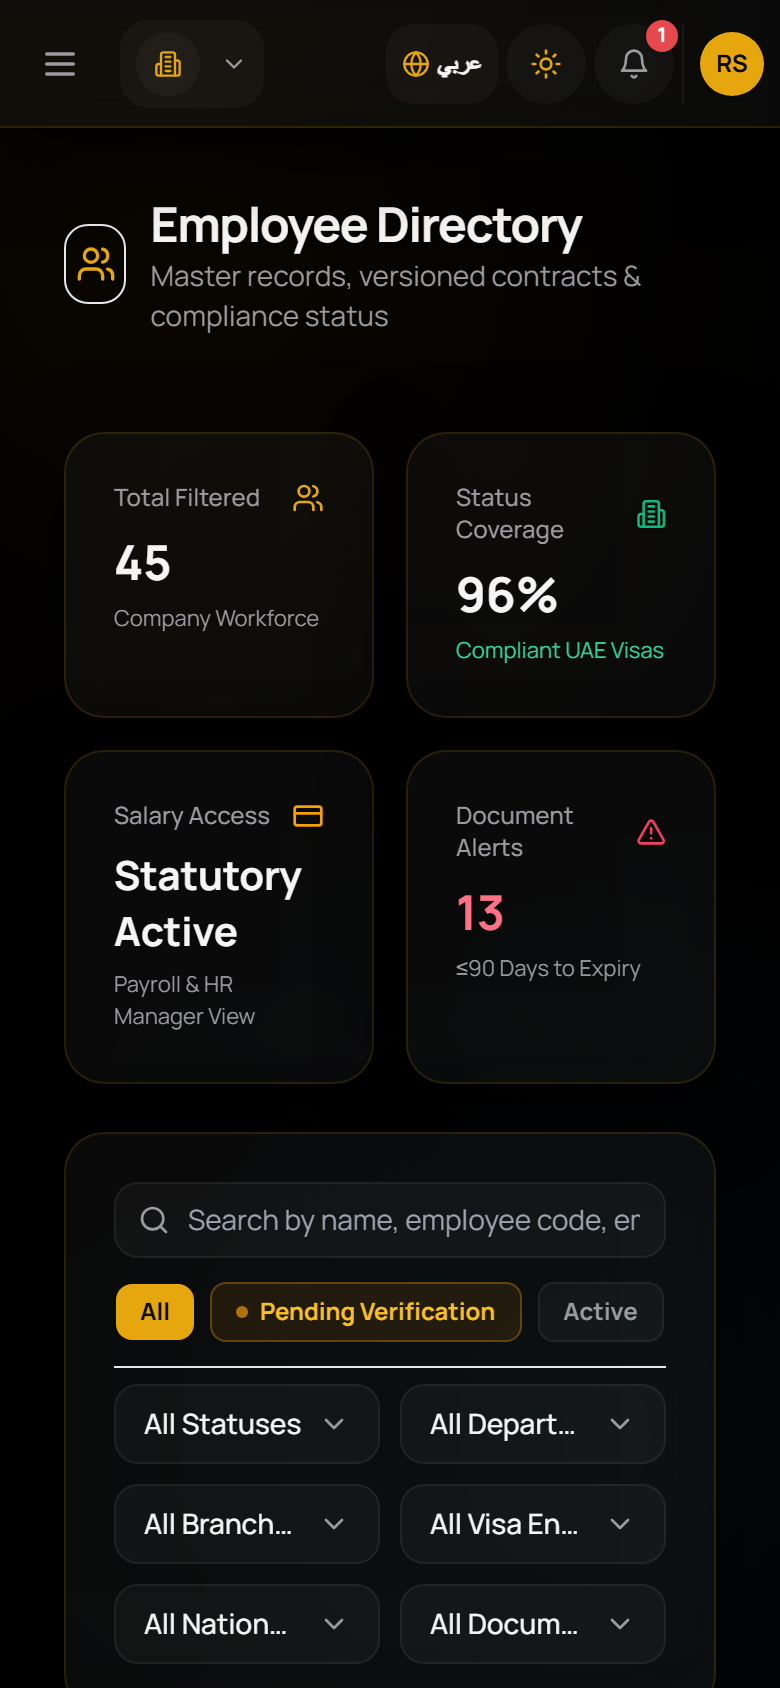 عربي
1
RS
Employee Directory
Master records, versioned contracts &
compliance status
Total Filtered
45
Company Workforce
Status
Coverage
96%
Compliant UAE Visas
Salary Access
Statutory
Active
Payroll & HR
Manager View
Document
Alerts
13
≤90 Days to Expiry
Search by name, employee code, er
All
Pending Verification
Active
All Statuses
All Depart...
All Branch...
All Visa En...
All Nation...
All Docum...